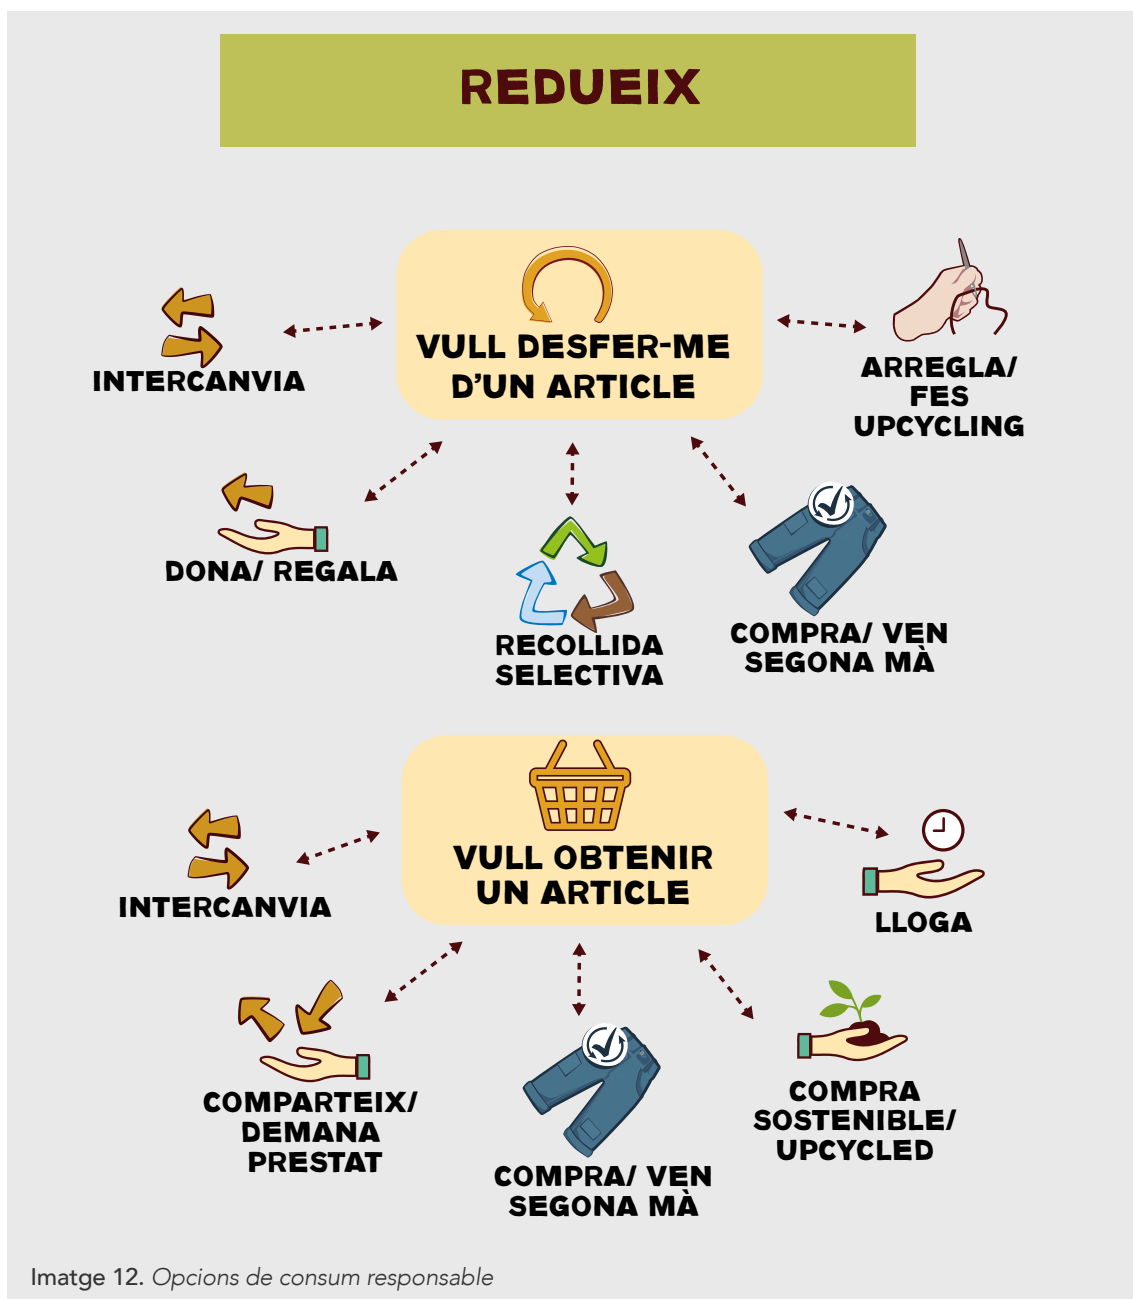 REDUEIX
VULL DESFER-ME
D'UN ARTICLE
INTERCANVIA
ARREGLA/
FES
UPCYCLING
DONA/ REGALA
RECOLLIDA
SELECTIVA
COMPRA/ VEN
SEGONA MÀ
VULL OBTENIR
UN ARTICLE
INTERCANVIA
LLOGA
COMPARTEIX/
DEMANA
PRESTAT
COMPRA/ VEN
SEGONA MÀ
COMPRA
SOSTENIBLE/
UPCYCLED
Imatge 12. Opcions de consum responsable